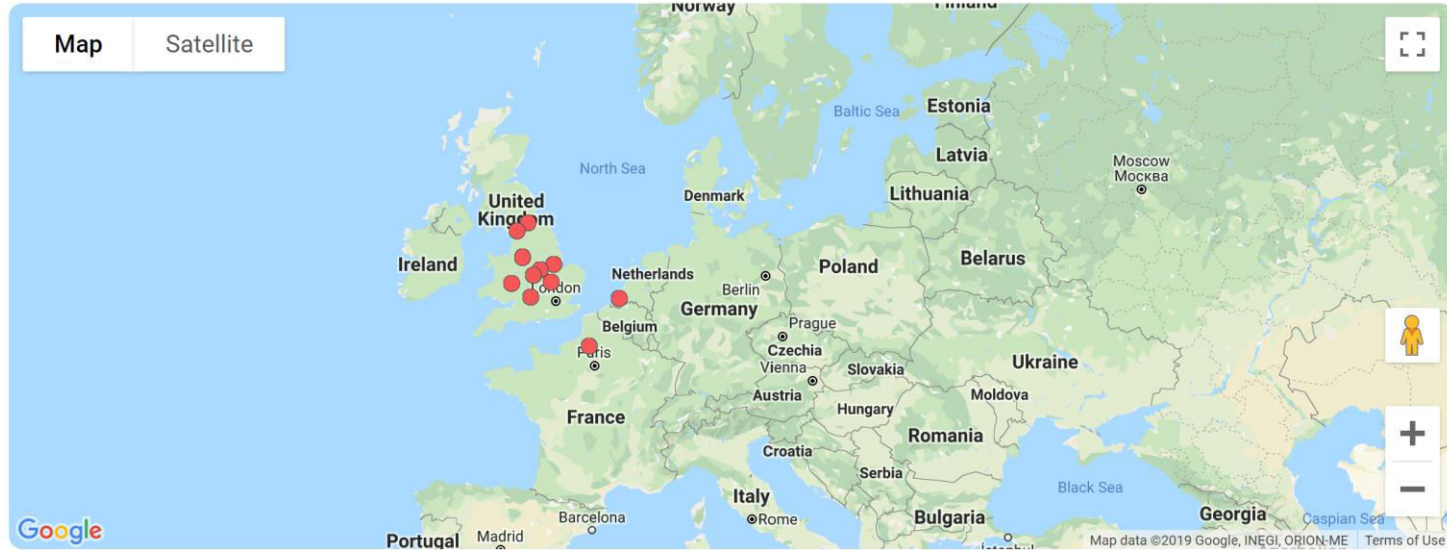 Norway
Finland
Map
Satellite
Estonia
Baltic Sea
Latvia
Moscow
Москва
North Sea
Denmark
Lithuania
United
Kingdom
Ireland
Belarus
Poland
Netherlands
Berlin
London
Germany
Belgium
Prague
Paris
Czechia
Ukraine
Vienna
Slovakia
Austria
Moldova
Hungary
France
Romania
Croatia
Serbia
Black Sea
Italy
Georgia
Barcelona
Rome
Bulgaria
Caspian Sea
Google
Portugal
Madrid
Istanbul
Map data ©2019 Google, INEGI, ORION-ME
Terms of Use